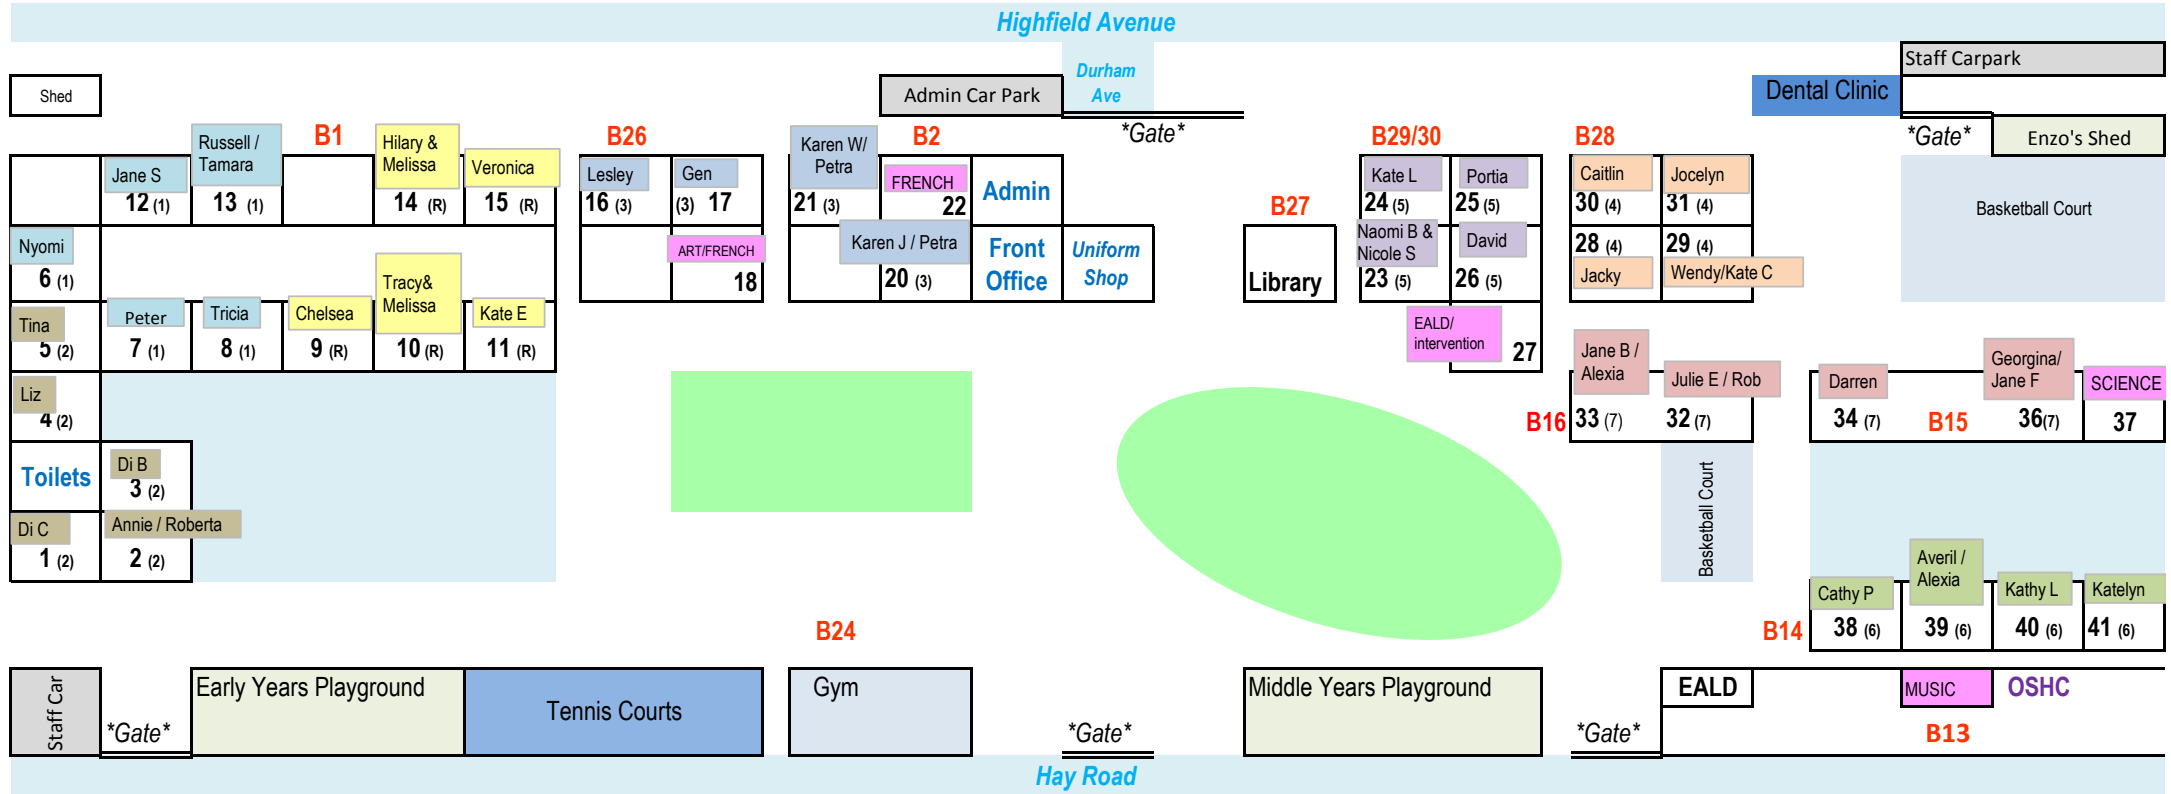 Highfield Avenue
Staff Carpark
Durham
Ave
Shed
Admin Car Park
Dental Clinic
*Gate*
*Gate*
Enzo's Shed
B1
B26
B2
B29/30
B28
Russell /
Tamara
Hilary &
Melissa
Jane S
Veronica
12 (1)
13 (1)
14 (R)
15 (R)
Lesley
Gen
16 (3)
(3) 17
Karen W/
Petra
FRENCH
21 (3)
22
Admin
B27
Kate L
Portia
24 (5)
25 (5)
Caitlin
Jocelyn
30 (4)
31 (4)
Basketball Court
Nyomi
6 (1)
ART/FRENCH
18
Karen J / Petra
20 (3)
Front
Office
Uniform
Shop
Library
Naomi B &
Nicole S
David
23 (5)
26 (5)
28 (4)
29 (4)
Jacky
Wendy/Kate C
Tina
5 (2)
Peter
7 (1)
Tricia
8 (1)
Chelsea
9 (R)
Tracy&
Melissa
10 (R)
Kate E
11 (R)
EALD/
intervention
27
Jane B /
Alexia
Julie E / Rob
Darren
Georgina/
Jane F
SCIENCE
Liz
4 (2)
B16
33 (7)
32 (7)
34 (7)
B15
36(7)
37
Toilets
Di B
3 (2)
Basketball Court
Di C
1 (2)
Annie / Roberta
2 (2)
Cathy P
Averil /
Alexia
Kathy L
Katelyn
B24
B14
38 (6)
39 (6)
40 (6)
41 (6)
Staff Car
*Gate*
Early Years Playground
Tennis Courts
Gym
*Gate*
Middle Years Playground
*Gate*
EALD
MUSIC
OSHC
B13
Hay Road